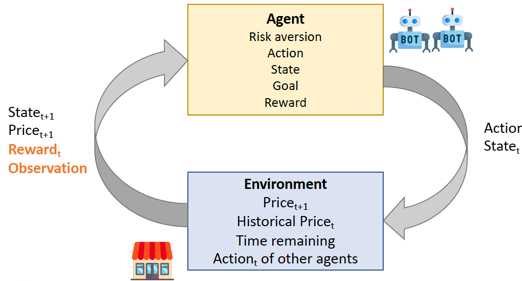 Agent
Risk aversion
Action
State
Goal
Reward
BOT BOT
State_t+1
Price_t+1
Reward_t
Observation
Action
State_t
Environment
Price_t+1
Historical Price_t
Time remaining
Action_t of other agents